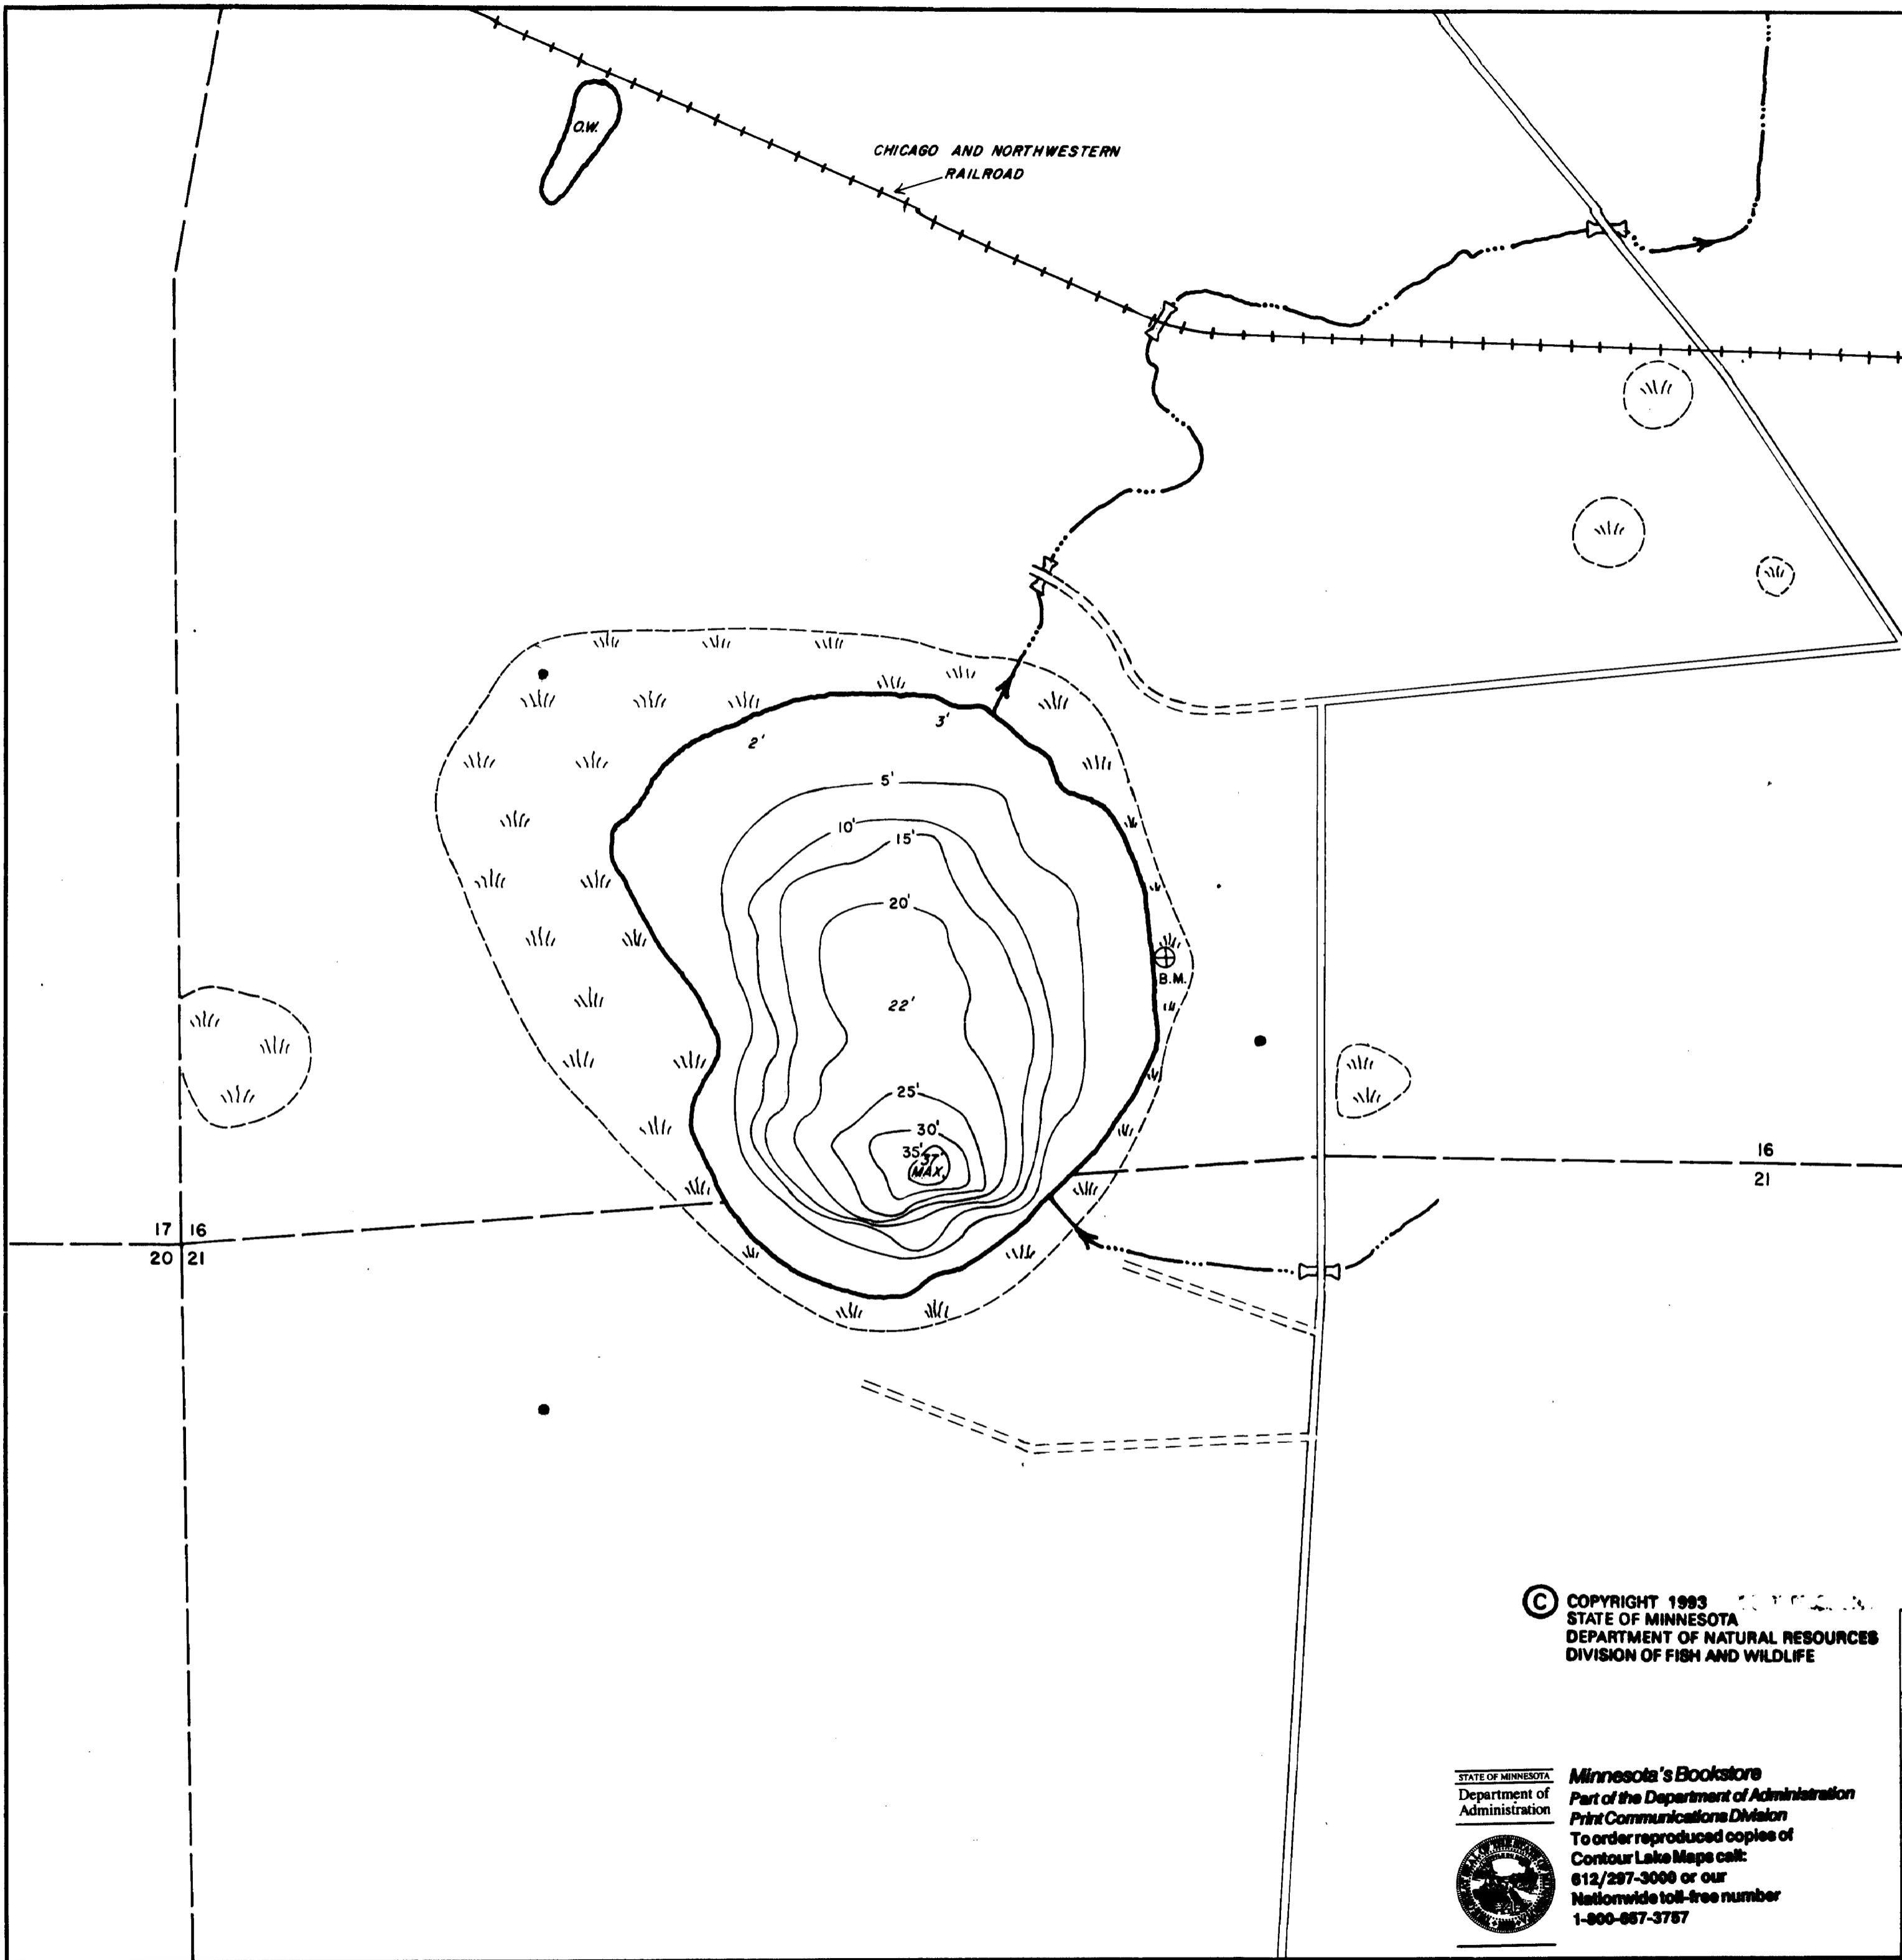 O.W.
CHICAGO AND NORTHWESTERN
RAILROAD
3'
2'
5'
10'
15'
20'
B.M.
22'
25'
30'
35'
37'
MAX.
16
21
17 16
20 21
© COPYRIGHT 1993
STATE OF MINNESOTA
DEPARTMENT OF NATURAL RESOURCES
DIVISION OF FISH AND WILDLIFE
STATE OF MINNESOTA
Department of
Administration
Minnesota's Bookstore
Part of the Department of Administration
Print Communications Division
To order reproduced copies of
Contour Lake Maps call:
612/297-3000 or our
Nationwide toll-free number
1-800-657-3757